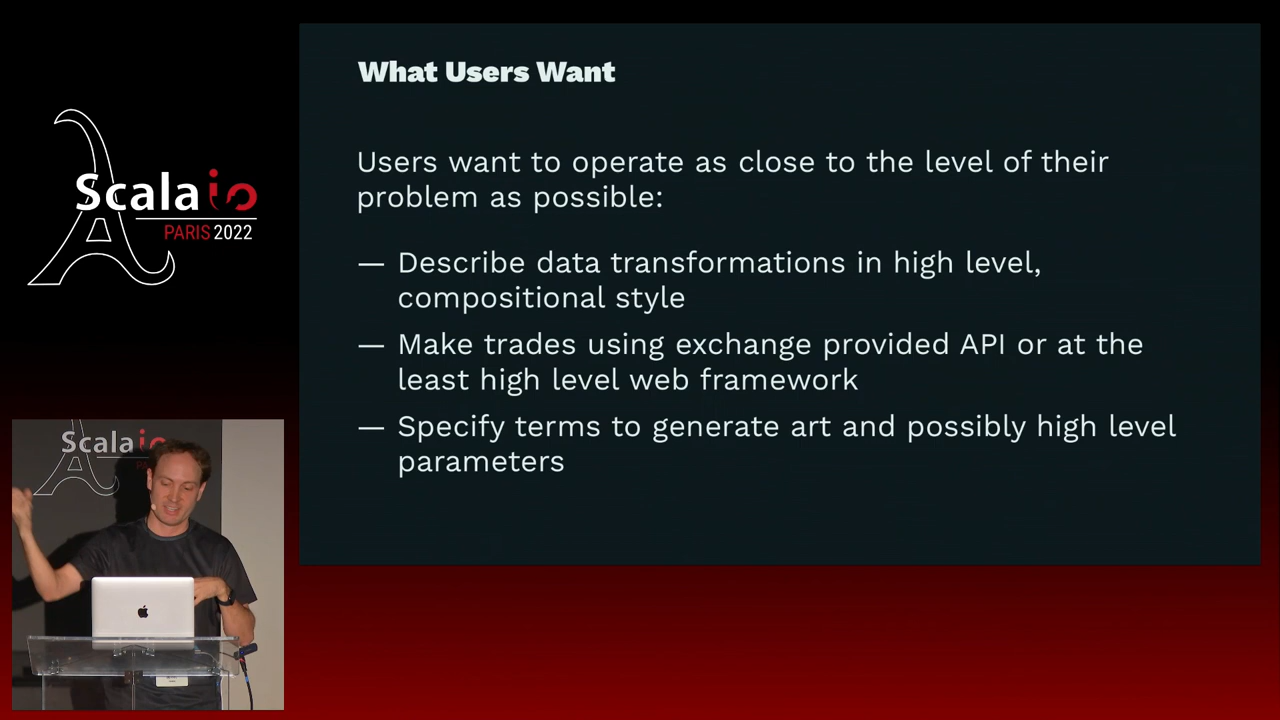 What Users Want
Users want to operate as close to the level of their
problem as possible:
— Describe data transformations in high level,
compositional style
— Make trades using exchange provided API or at the
least high level web framework
— Specify terms to generate art and possibly high level
parameters
Scala io
PARIS 2022
Scala io